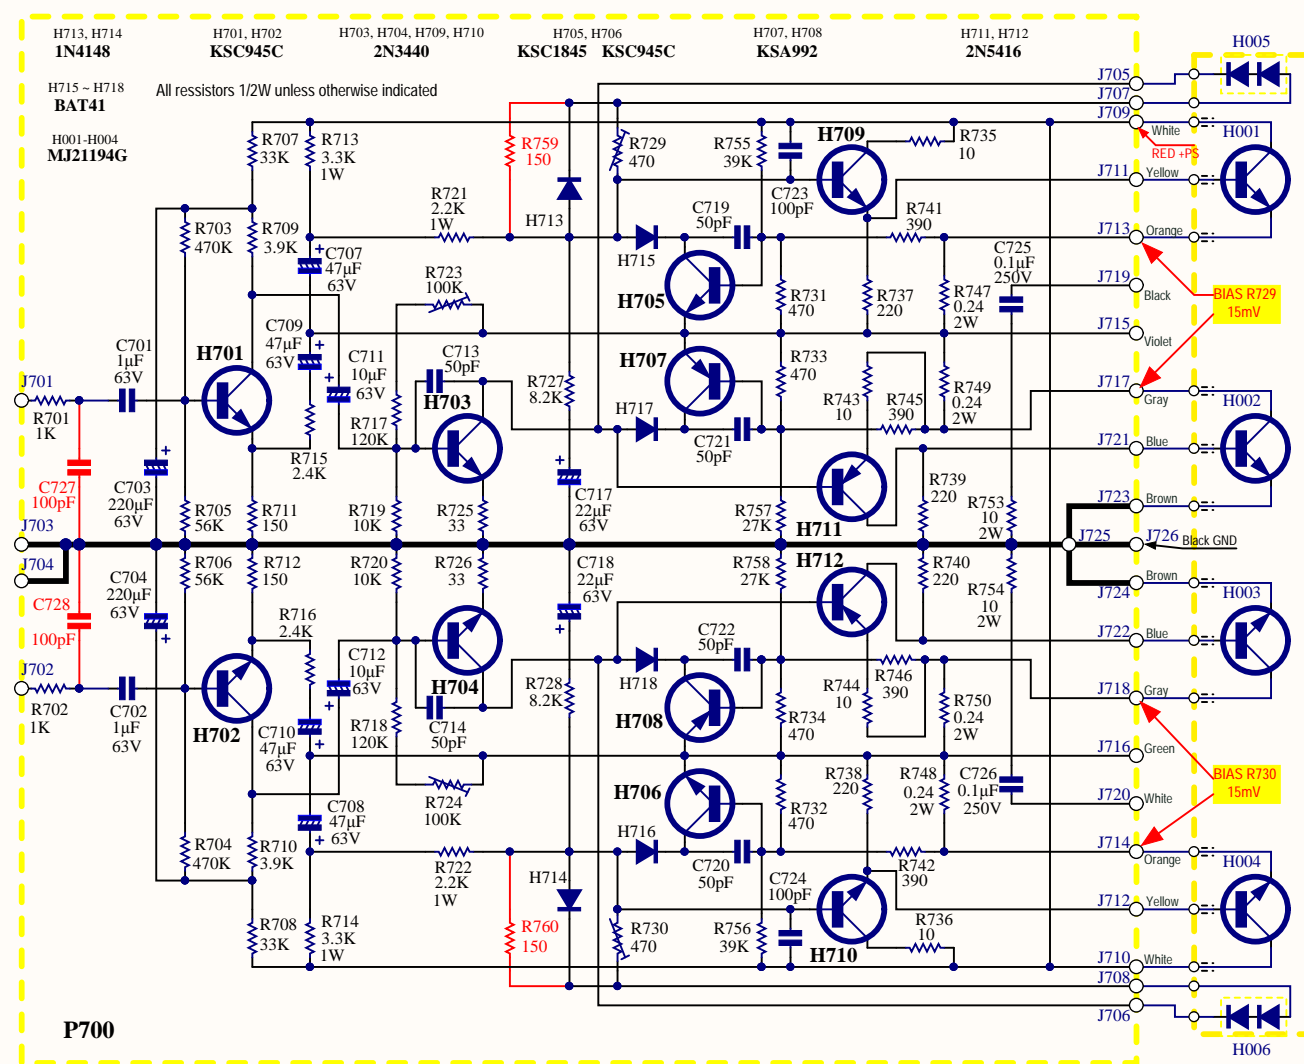 H713, H714
1N4148
H701, H702
KSC945C
H703, H704, H709, H710
2N3440
H705, H706
KSC1845 KSC945C
H707, H708
KSA992
H711, H712
2N5416
H005
H715 ~ H718
BAT41
All ressistors 1/2W unless otherwise indicated
H001-H004
MJ21194G
J705
J707
J709
White
RED +PS
H001
R707
33K
R713
3.3K
1W
R759
150
R729
470
R755
39K
H709
R735
10
C723
100pF
J711
Yellow
R721
2.2K
1W
H713
C719
50pF
R741
390
J713
Orange
R703
470K
R709
3.9K
C707
47µF
63V
H715
C725
0.1µF
250V
R723
100K
H705
R731
470
R737
220
R747
0.24
2W
J719
Black
BIAS R729
15mV
J715
Violet
C701
1µF
63V
H701
C709
47µF
63V
C711
10µF
63V
C713
50pF
H703
H707
R733
470
R727
8.2K
H717
R743
10
R745
390
R749
0.24
2W
J717
Gray
H002
J701
R701
1K
R717
120K
R715
2.4K
C721
50pF
J721
Blue
C727
100pF
C703
220µF
63V
C717
22µF
63V
R739
220
R705
56K
R711
150
R719
10K
R725
33
R757
27K
H711
R753
10
2W
J723
Brown
J703
J725
J726
Black GND
J704
R706
56K
R712
150
R720
10K
R726
33
C718
22µF
63V
R758
27K
H712
R740
220
R754
10
2W
Brown
J724
H003
C704
220µF
63V
C728
100pF
R716
2.4K
C722
50pF
J722
Blue
J702
R702
1K
C702
1µF
63V
H702
C712
10µF
63V
H704
C714
50pF
R728
8.2K
H718
H708
R734
470
R744
10
R746
390
R750
0.24
2W
J718
Gray
C710
47µF
63V
R718
120K
J716
Green
R724
100K
H706
R732
470
R738
220
R748
0.24
2W
C726
0.1µF
250V
J720
White
BIAS R730
15mV
C708
47µF
63V
R704
470K
R710
3.9K
H716
J714
Orange
H004
R722
2.2K
1W
H714
C720
50pF
C724
100pF
R742
390
J712
Yellow
R708
33K
R714
3.3K
1W
R760
150
R730
470
R756
39K
H710
R736
10
J710
White
J708
J706
P700
H006